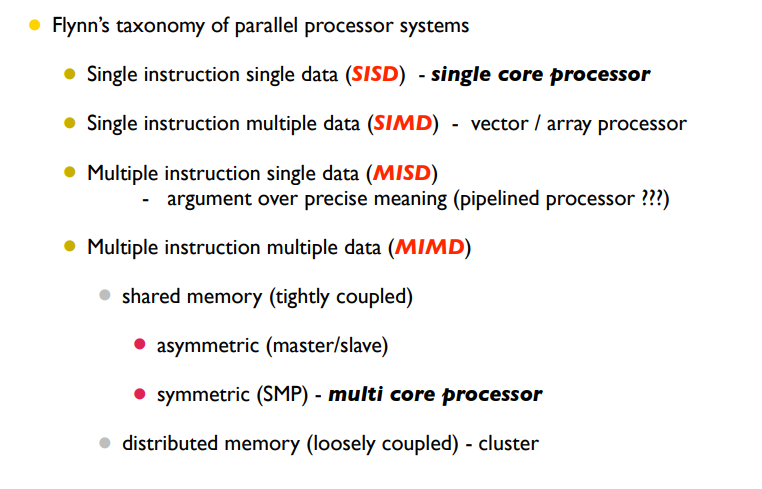 Flynn's taxonomy of parallel processor systems
Single instruction single data (SISD) - single core processor
Single instruction multiple data (SIMD) - vector / array processor
Multiple instruction single data (MISD)
- argument over precise meaning (pipelined processor ???)
Multiple instruction multiple data (MIMD)
shared memory (tightly coupled)
asymmetric (master/slave)
symmetric (SMP) - multi core processor
distributed memory (loosely coupled) - cluster